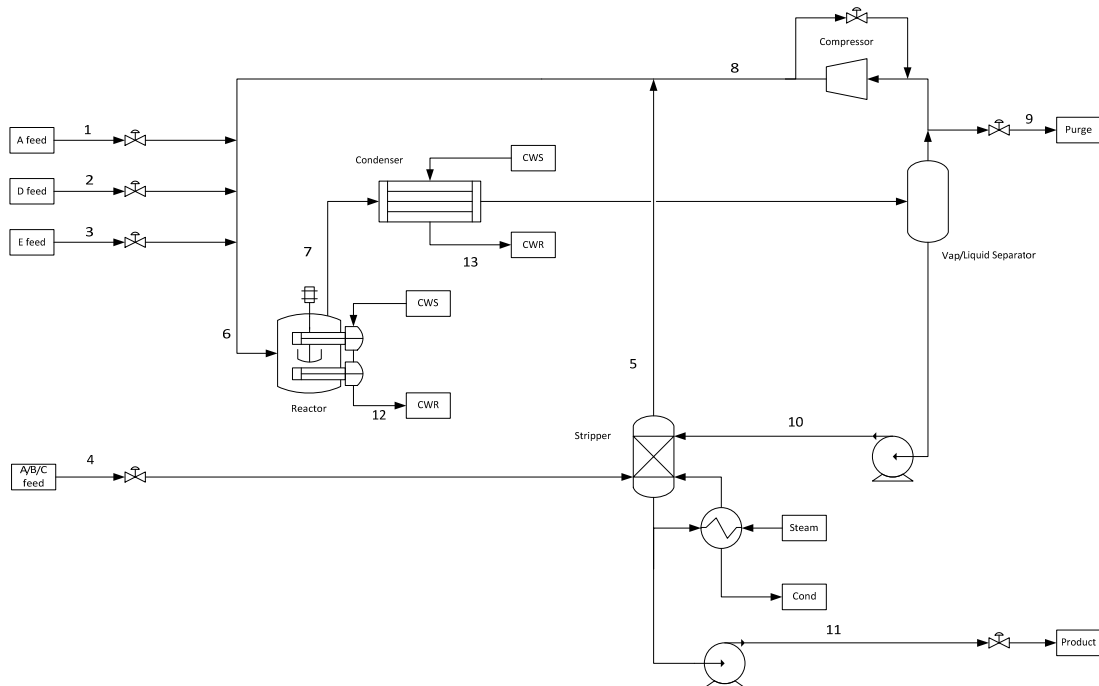 Compressor
8
9
Purge
1
A feed
CWS
Condenser
2
D feed
3
E feed
7
CWR
13
Vap/Liquid Separator
CWS
6
5
12
CWR
Reactor
10
Stripper
4
A/B/C
feed
Steam
Cond
11
Product